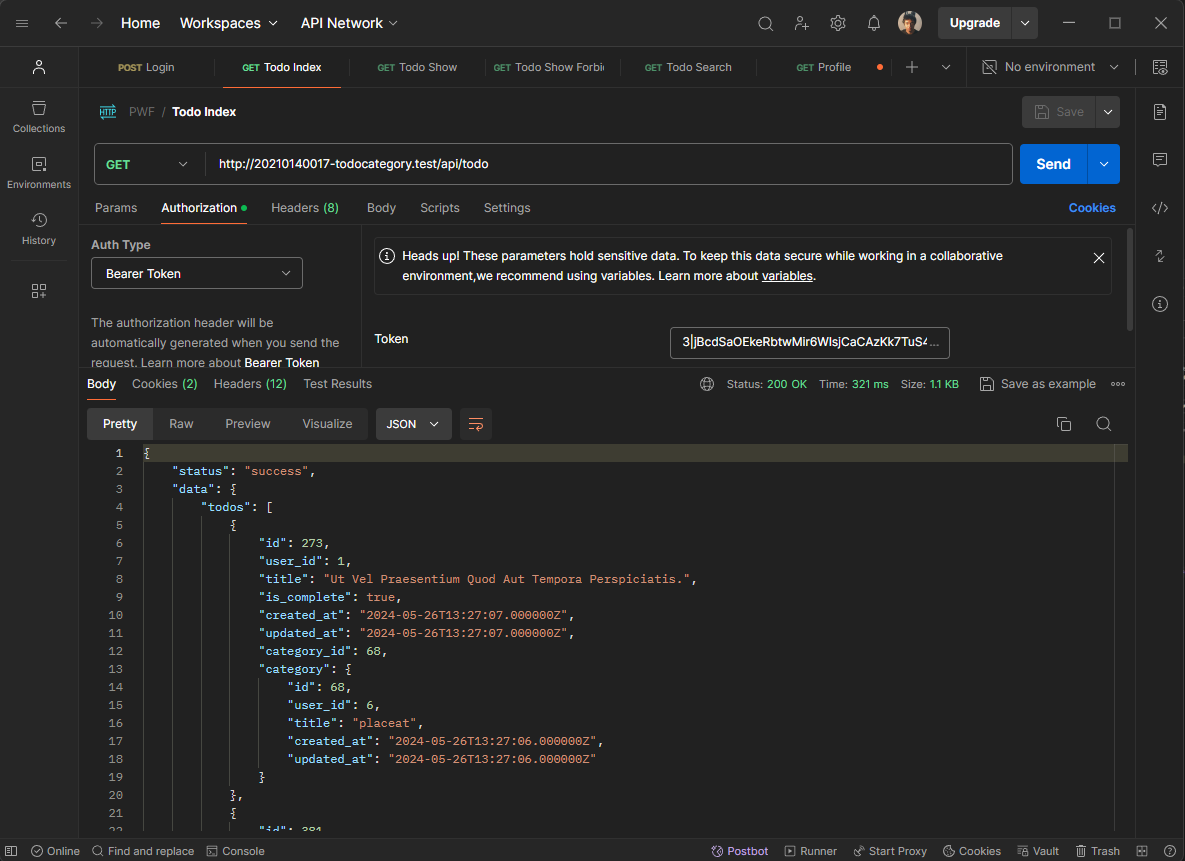 Home Workspaces API Network Upgrade
POST Login GET Todo Index GET Todo Show GET Todo Show Forbi GET Todo Search GET Profile No environment
HTTP PWF / Todo Index Save
Collections
GET http://20210140017-todocategory.test/api/todo Send
Environments
Params Authorization Headers (8) Body Scripts Settings Cookies
History
Auth Type
Bearer Token
Heads up! These parameters hold sensitive data. To keep this data secure while working in a collaborative
environment,we recommend using variables. Learn more about variables.
The authorization header will be
automatically generated when you send the
request. Learn more about Bearer Token
Token 3|jBcdSaOEkeRbtwMir6WIsjCaCAzKk7TuS4...
Body Cookies (2) Headers (12) Test Results Status: 200 OK Time: 321 ms Size: 1.1 KB Save as example
Pretty Raw Preview Visualize JSON
1 {
2 "status": "success",
3 "data": {
4 "todos": [
5 {
6 "id": 273,
7 "user_id": 1,
8 "title": "Ut Vel Praesentium Quod Aut Tempora Perspiciatis.",
9 "is_complete": true,
10 "created_at": "2024-05-26T13:27:07.000000Z",
11 "updated_at": "2024-05-26T13:27:07.000000Z",
12 "category_id": 68,
13 "category": {
14 "id": 68,
15 "user_id": 6,
16 "title": "placeat",
17 "created_at": "2024-05-26T13:27:06.000000Z",
18 "updated_at": "2024-05-26T13:27:06.000000Z"
19 }
20 },
21 {
22 "id": 381
Online Find and replace Console Postbot Runner Start Proxy Cookies Vault Trash